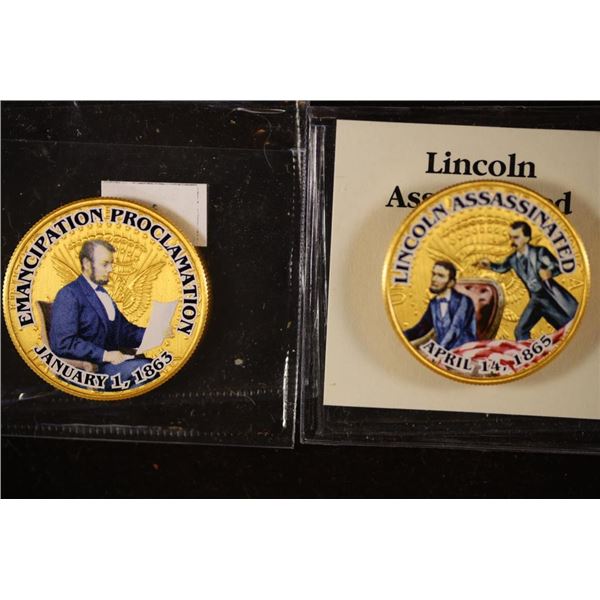 EMANCIPATION PROCLAMATION
JANUARY 1, 1863
Lincoln
LINCOLN ASSASSINATED
APRIL 14, 1865